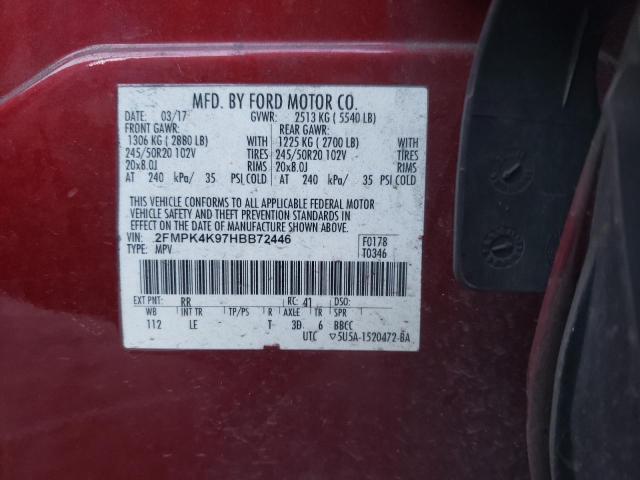 MFD. BY FORD MOTOR CO.
DATE: 03/17 GVWR: 2513 KG ( 5540 LB)
FRONT GAWR: REAR GAWR:
1306 KG ( 2880 LB) WITH 1225 KG ( 2700 LB) WITH
245/50R20 102V TIRES 245/50R20 102V TIRES
20x8.0J RIMS 20x8.0J RIMS
AT 240 kPa/ 35 PSI COLD AT 240 kPa/ 35 PSI COLD
THIS VEHICLE CONFORMS TO ALL APPLICABLE FEDERAL MOTOR
VEHICLE SAFETY AND THEFT PREVENTION STANDARDS IN
EFFECT ON THE DATE OF MANUFACTURE SHOWN ABOVE.
VIN: 2FMPK4K97HBB72446 F0178
TYPE: MPV T0346
EXT PNT: RR RC: 41 DSO:
WB INT TR TP/PS R AXLE TR SPR
112 LE T 3D 6 BBCC
UTC ▽5U5A-1520472-BA